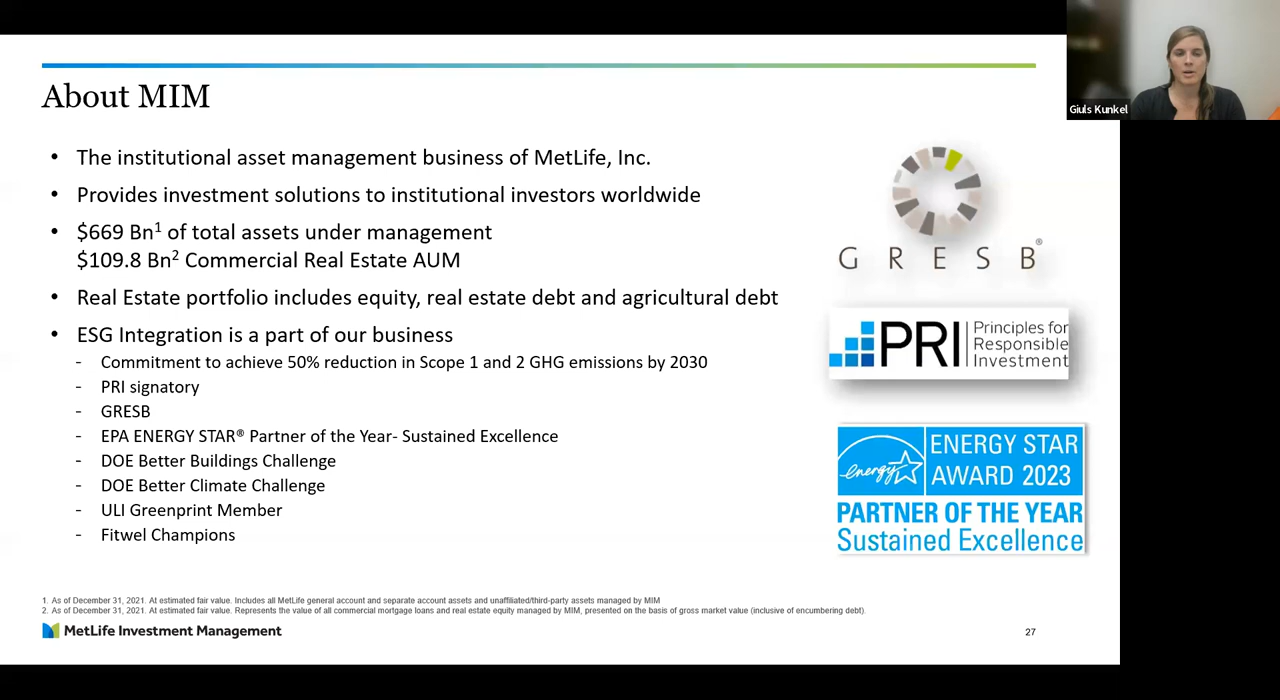 Giuls Kunkel
About MIM
• The institutional asset management business of MetLife, Inc.
• Provides investment solutions to institutional investors worldwide
• $669 Bn1 of total assets under management
$109.8 Bn2 Commercial Real Estate AUM
• Real Estate portfolio includes equity, real estate debt and agricultural debt
• ESG Integration is a part of our business
- Commitment to achieve 50% reduction in Scope 1 and 2 GHG emissions by 2030
- PRI signatory
- GRESB
- EPA ENERGY STAR® Partner of the Year- Sustained Excellence
- DOE Better Buildings Challenge
- DOE Better Climate Challenge
- ULI Greenprint Member
- Fitwel Champions
GRESB®
PRI
Principles for
Responsible
Investment
energy
ENERGY STAR
AWARD 2023
PARTNER OF THE YEAR
Sustained Excellence
1. As of December 31, 2021. At estimated fair value. Includes all MetLife general account and separate account assets and unaffiliated/third-party assets managed by MIM
2. As of December 31, 2021. At estimated fair value. Represents the value of all commercial mortgage loans and real estate equity managed by MIM, presented on the basis of gross market value (inclusive of encumbering debt).
MetLife Investment Management
27